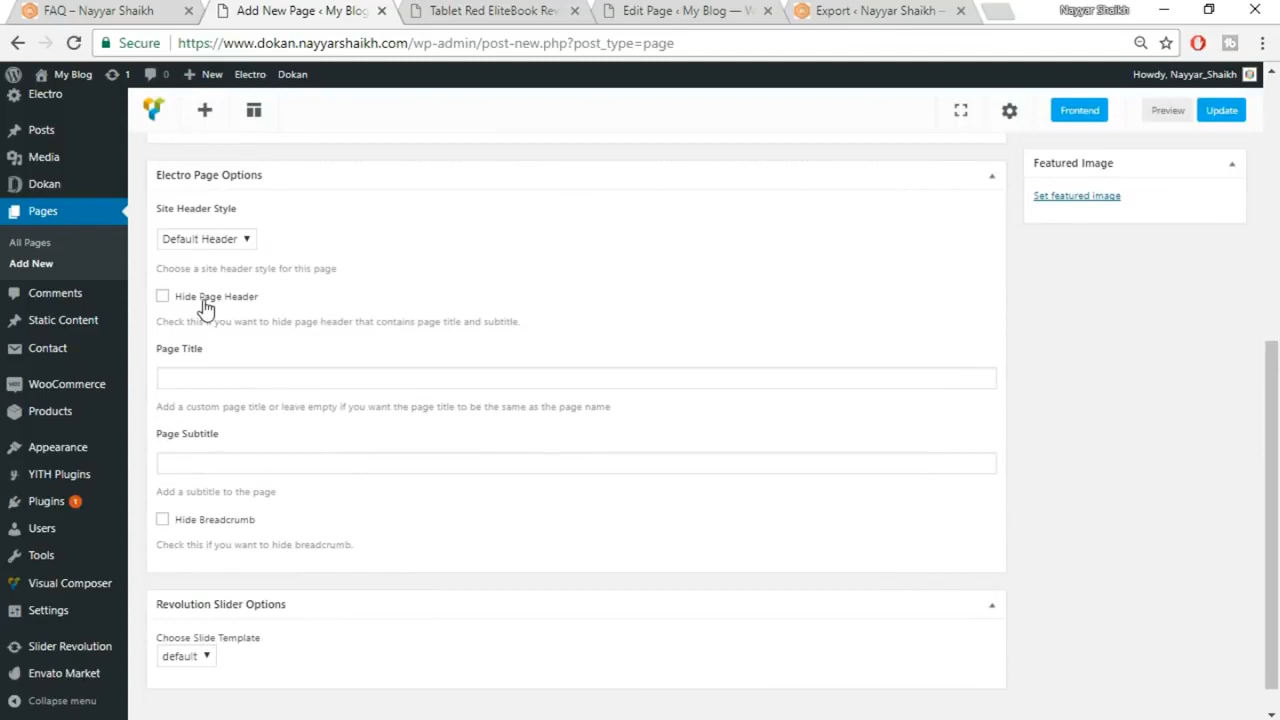 FAQ – Nayyar Shaikh
Add New Page ‹ My Blog
Tablet Red EliteBook Rev
Edit Page ‹ My Blog — W
Export ‹ Nayyar Shaikh —
Nayyar Shaikh
Secure
https://www.dokan.nayyarshaikh.com/wp-admin/post-new.php?post_type=page
My Blog
1
0
New
Electro
Dokan
Howdy, Nayyar_Shaikh
Electro
Posts
Media
Dokan
Pages
All Pages
Add New
Comments
Static Content
Contact
WooCommerce
Products
Appearance
YITH Plugins
Plugins 1
Users
Tools
Visual Composer
Settings
Slider Revolution
Envato Market
Collapse menu
Frontend
Preview
Update
Electro Page Options
Site Header Style
Default Header
Choose a site header style for this page
Hide Page Header
Check this if you want to hide page header that contains page title and subtitle.
Page Title
Add a custom page title or leave empty if you want the page title to be the same as the page name
Page Subtitle
Add a subtitle to the page
Hide Breadcrumb
Check this if you want to hide breadcrumb.
Revolution Slider Options
Choose Slide Template
default
Featured Image
Set featured image